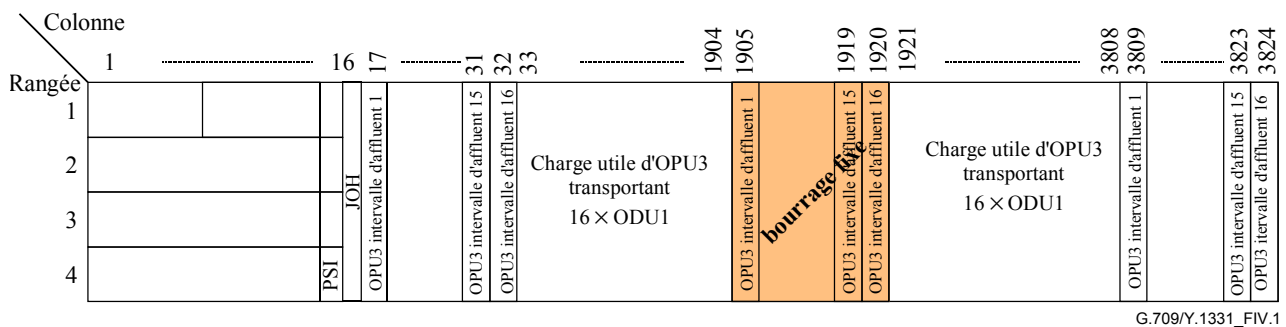 Colonne
1 16 17 31 32 33 1904 1905 1919 1920 1921 3808 3809 3823 3824
Rangée
1
2
3
4
PSI
JOH
OPU3 intervalle d'affluent 1
OPU3 intervalle d'affluent 15
OPU3 intervalle d'affluent 16
Charge utile d'OPU3
transportant
16 × ODU1
OPU3 intervalle d'affluent 1
bourrage fixe
OPU3 intervalle d'affluent 15
OPU3 intervalle d'affluent 16
Charge utile d'OPU3
transportant
16 × ODU1
OPU3 intervalle d'affluent 1
OPU3 intervalle d'affluent 15
OPU3 itervalle d'affluent 16
G.709/Y.1331_FIV.1